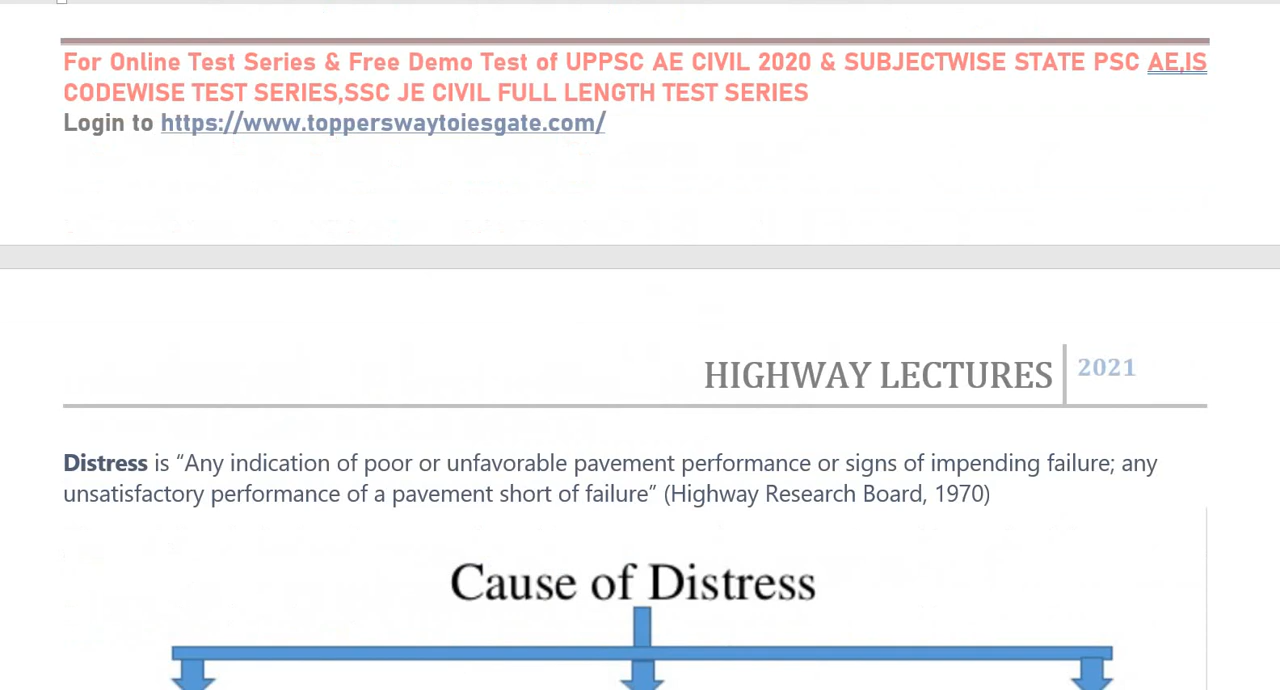 For Online Test Series & Free Demo Test of UPPSC AE CIVIL 2020 & SUBJECTWISE STATE PSC AE,IS
CODEWISE TEST SERIES,SSC JE CIVIL FULL LENGTH TEST SERIES
Login to https://www.topperswaytoiesgate.com/
HIGHWAY LECTURES 2021
Distress is “Any indication of poor or unfavorable pavement performance or signs of impending failure; any
unsatisfactory performance of a pavement short of failure” (Highway Research Board, 1970)
Cause of Distress